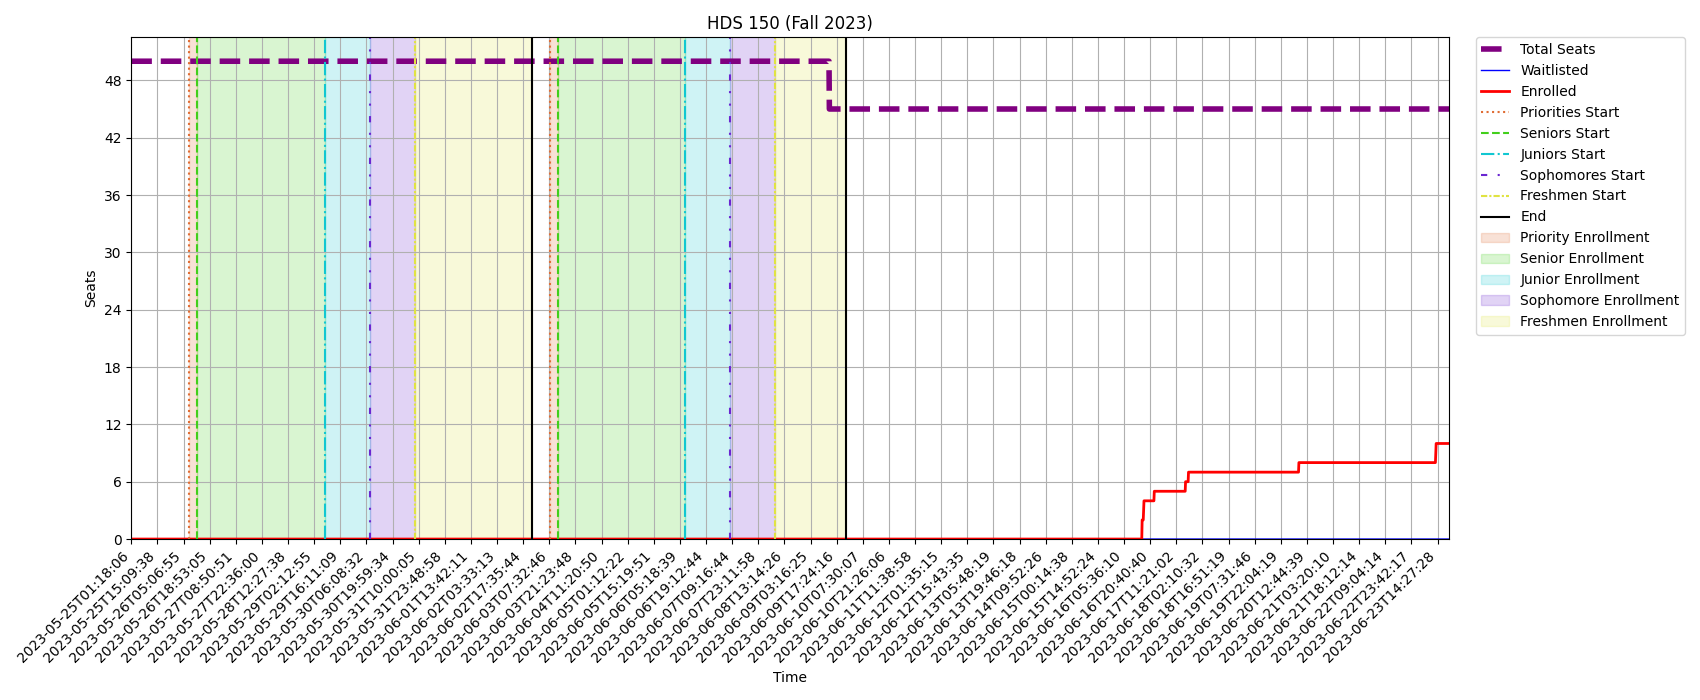 HDS 150 (Fall 2023)
Seats
48
42
36
30
24
18
12
6
0
2023-05-25T01:18:06
2023-05-25T15:09:38
2023-05-26T05:06:55
2023-05-26T18:53:05
2023-05-27T08:50:51
2023-05-27T22:36:00
2023-05-28T12:27:38
2023-05-29T02:12:55
2023-05-29T16:11:09
2023-05-30T06:08:32
2023-05-30T19:59:34
2023-05-31T10:00:05
2023-05-31T23:48:58
2023-06-01T13:42:11
2023-06-02T03:33:13
2023-06-02T17:35:44
2023-06-03T07:32:46
2023-06-03T21:23:48
2023-06-04T11:20:50
2023-06-05T01:12:22
2023-06-05T15:19:51
2023-06-06T05:18:39
2023-06-06T19:12:44
2023-06-07T09:16:44
2023-06-07T23:11:58
2023-06-08T13:14:26
2023-06-09T03:16:25
2023-06-09T17:24:16
2023-06-10T07:30:07
2023-06-10T21:26:06
2023-06-11T11:38:58
2023-06-12T01:35:15
2023-06-12T15:43:35
2023-06-13T05:48:19
2023-06-13T19:46:18
2023-06-14T09:52:26
2023-06-15T00:14:38
2023-06-15T14:52:24
2023-06-16T05:36:10
2023-06-16T20:40:40
2023-06-17T11:21:02
2023-06-18T02:10:32
2023-06-18T16:51:19
2023-06-19T07:31:46
2023-06-19T22:04:19
2023-06-20T12:44:39
2023-06-21T03:20:10
2023-06-21T18:12:14
2023-06-22T09:04:14
2023-06-22T23:42:17
2023-06-23T14:27:28
Time
Total Seats
Waitlisted
Enrolled
Priorities Start
Seniors Start
Juniors Start
Sophomores Start
Freshmen Start
End
Priority Enrollment
Senior Enrollment
Junior Enrollment
Sophomore Enrollment
Freshmen Enrollment